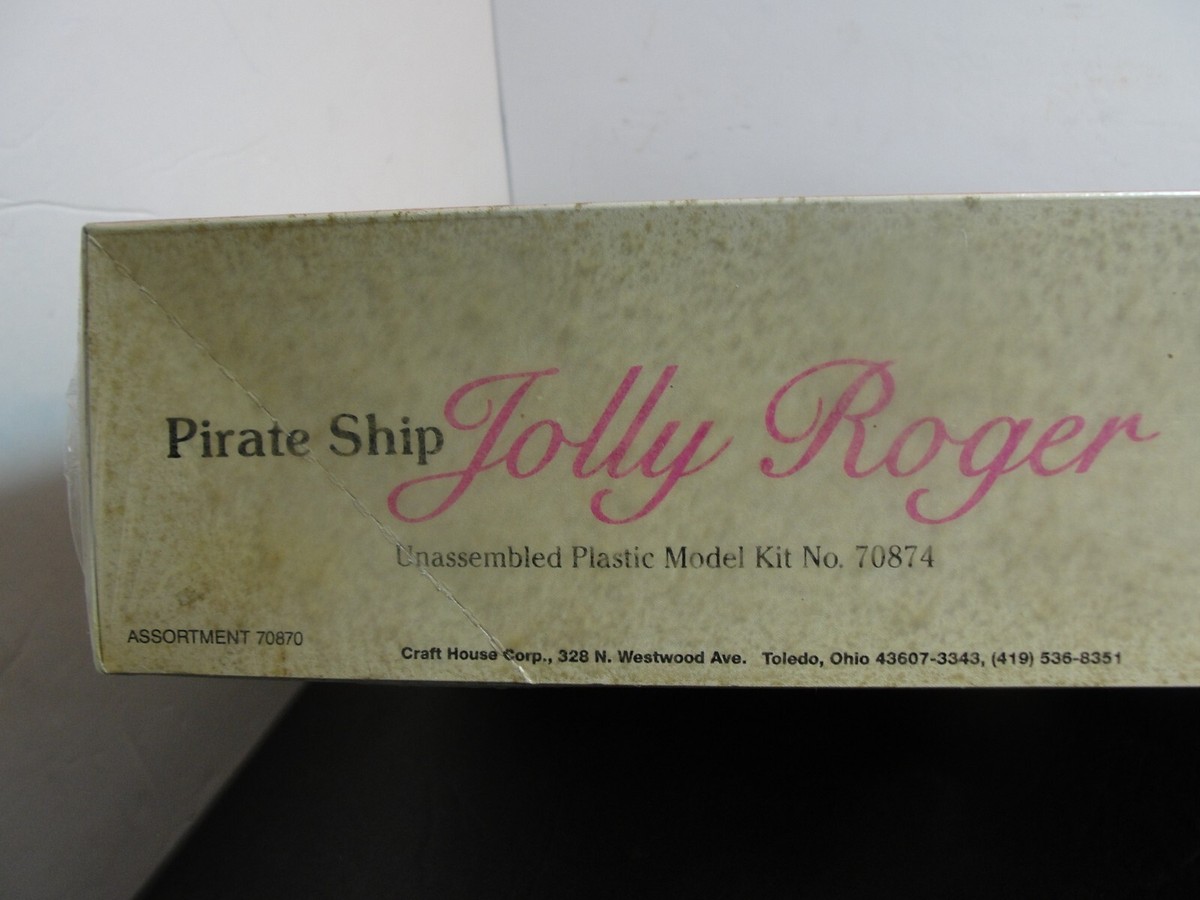 Pirate Ship Jolly Roger
Unassembled Plastic Model Kit No. 70874
ASSORTMENT 70870
Craft House Corp., 328 N. Westwood Ave. Toledo, Ohio 43607-3343, (419) 536-8351